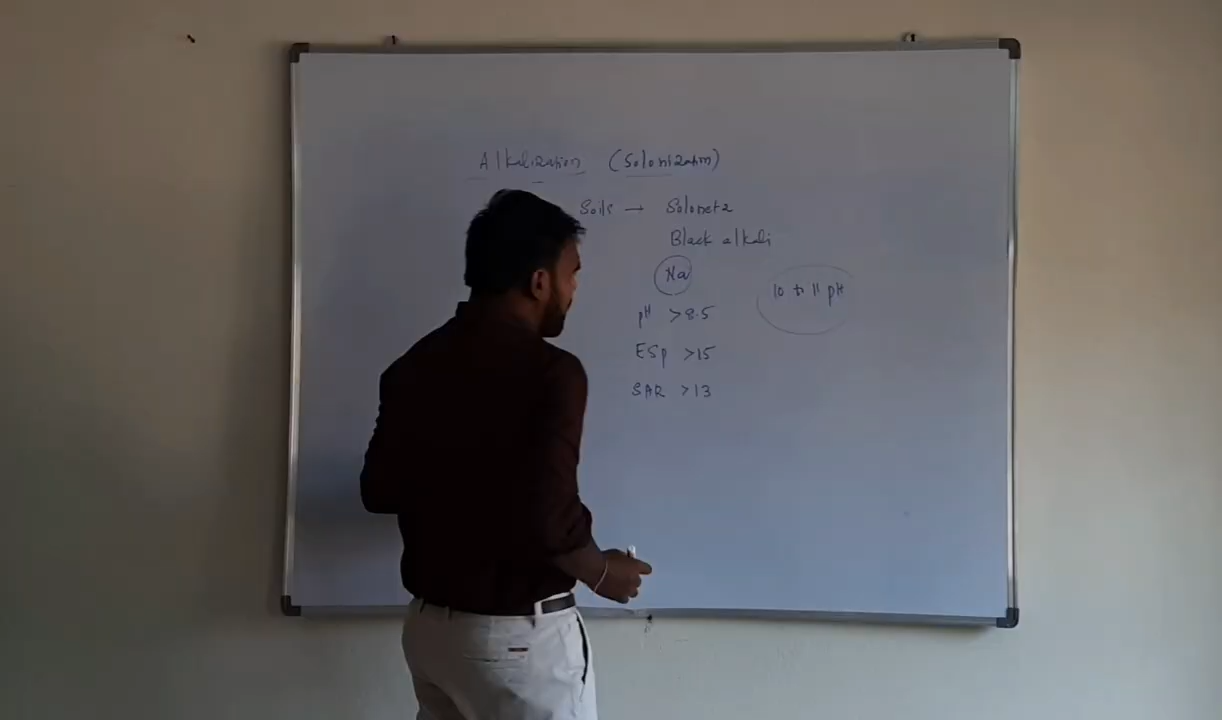 Alkalization (Solonization)
Soils → Solonetz
Black alkali
Na
10 to 11 pH
pH >8.5
ESp >15
SAR >13